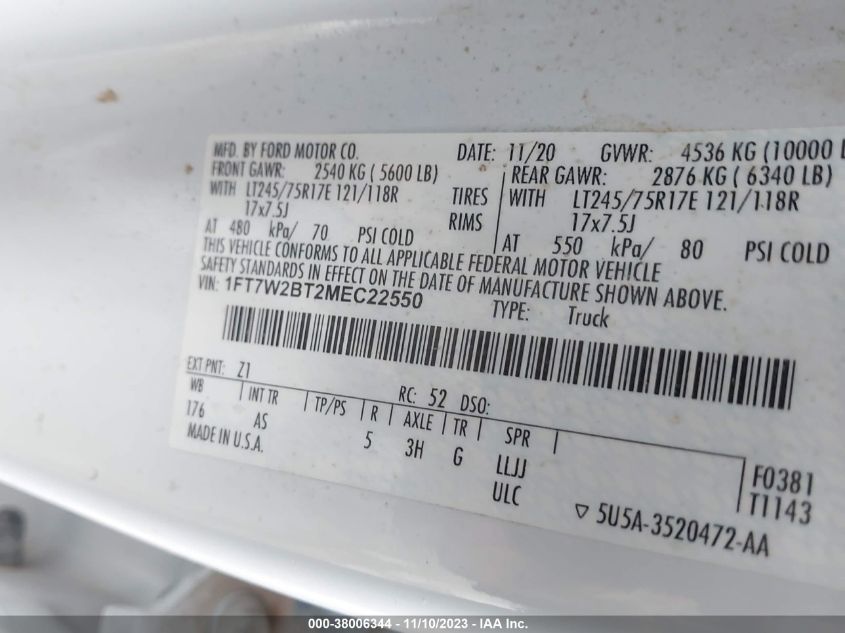 MFD. BY FORD MOTOR CO.
DATE: 11/20 GVWR: 4536 KG (10000
FRONT GAWR: 2540 KG ( 5600 LB)
WITH LT245/75R17E 121/118R TIRES
17x7.5J RIMS
AT 480 kPa/ 70 PSI COLD
REAR GAWR: 2876 KG ( 6340 LB)
WITH LT245/75R17E 121/118R
17x7.5J
AT 550 kPa/ 80 PSI COLD
THIS VEHICLE CONFORMS TO ALL APPLICABLE FEDERAL MOTOR VEHICLE
SAFETY STANDARDS IN EFFECT ON THE DATE OF MANUFACTURE SHOWN ABOVE.
VIN: 1FT7W2BT2MEC22550
TYPE: Truck
EXT PNT: Z1
RC: 52 DSO:
WB INT TR TP/PS R AXLE TR SPR
176 AS 5 3H G LLJJ
ULC
MADE IN U.S.A.
F0381
T1143
▽ 5U5A-3520472-AA
000-38006344 - 11/10/2023 - IAA Inc.